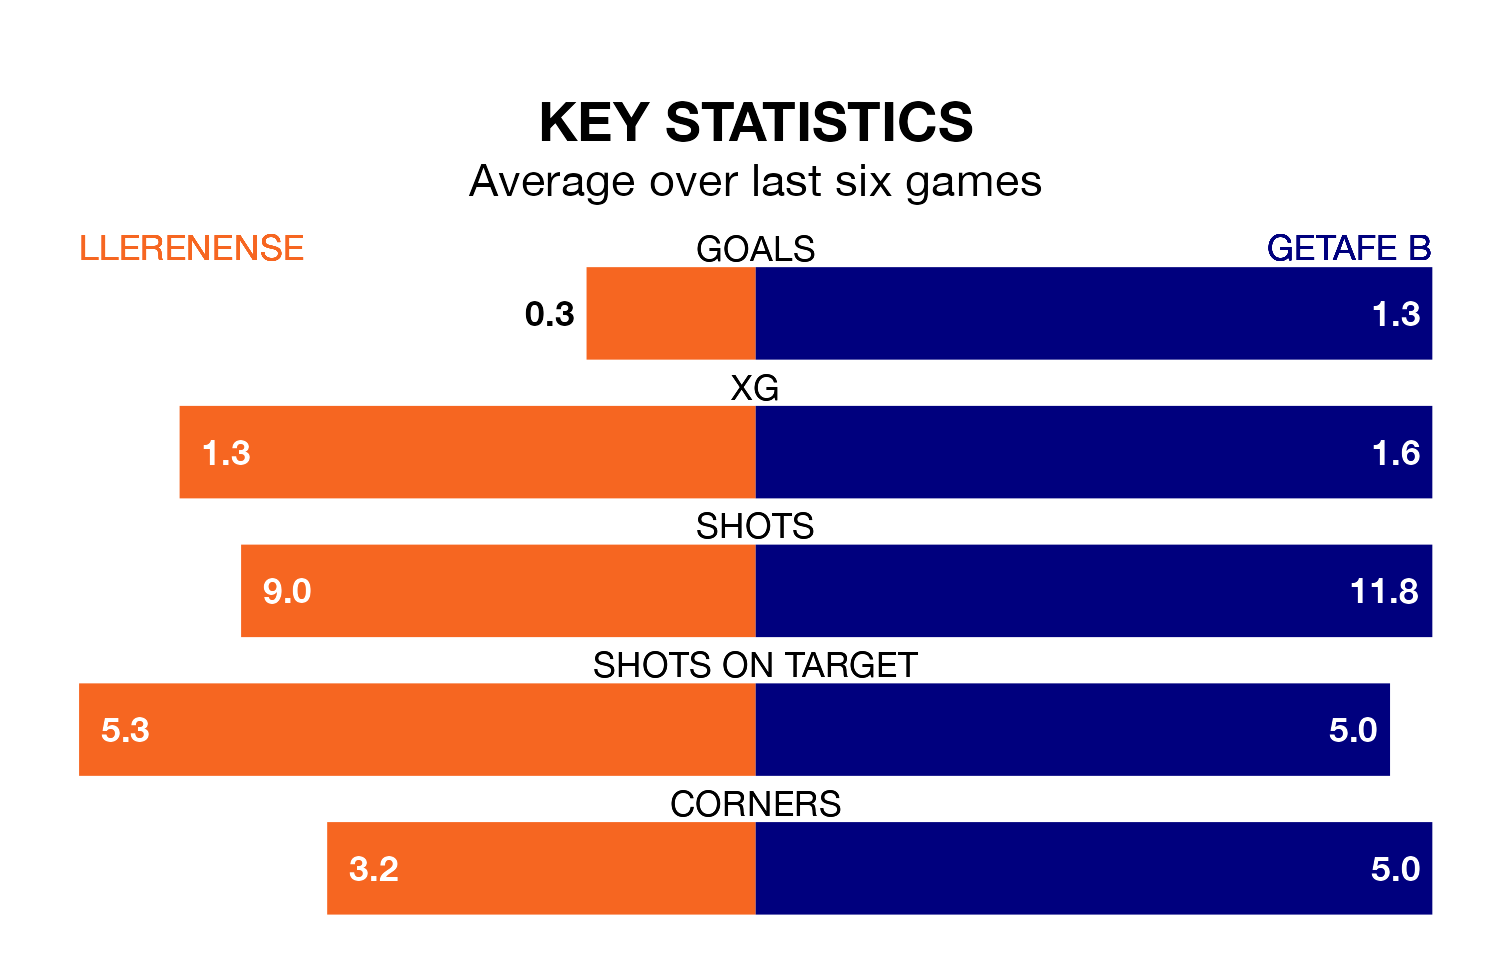 KEY STATISTICS
Average over last six games
LLERENENSE GOALS GETAFE B
0.3 1.3
XG
1.3 1.6
SHOTS
9.0 11.8
SHOTS ON TARGET
5.3 5.0
CORNERS
3.2 5.0